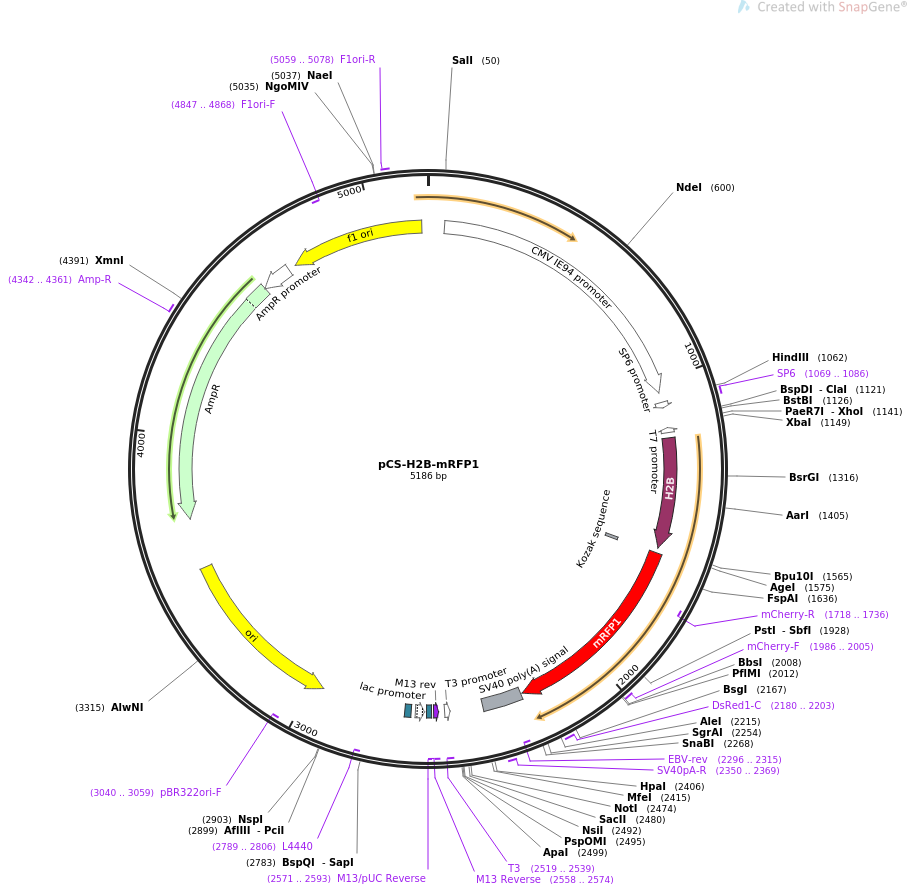 Created with SnapGene®
(5059 .. 5078) F1ori-R
(5037) NaeI
(5035) NgoMIV
(4847 .. 4868) F1ori-F
SalI (50)
NdeI (600)
5000
f1 ori
CMV IE94 promoter
(4391) XmnI
(4342 .. 4361) Amp-R
AmpR promoter
AmpR
4000
1000
SP6 promoter
HindIII (1062)
SP6 (1069 .. 1086)
BspDI - ClaI (1121)
BstBI (1126)
PaeR7I - XhoI (1141)
XbaI (1149)
T7 promoter
H2B
pCS-H2B-mRFP1
5186 bp
BsrGI (1316)
AarI (1405)
Kozak sequence
Bpu10I (1565)
AgeI (1575)
FspAI (1636)
mCherry-R (1718 .. 1736)
mRFP1
PstI - SbfI (1928)
mCherry-F (1986 .. 2005)
BbsI (2008)
PflMI (2012)
BsgI (2167)
DsRed1-C (2180 .. 2203)
AleI (2215)
SgrAI (2254)
SnaBI (2268)
EBV-rev (2296 .. 2315)
SV40pA-R (2350 .. 2369)
HpaI (2406)
MfeI (2415)
NotI (2474)
SacII (2480)
NsiI (2492)
PspOMI (2495)
ApaI (2499)
2000
SV40 poly(A) signal
T3 promoter
M13 rev
lac promoter
ori
3000
(3315) AlwNI
(3040 .. 3059) pBR322ori-F
(2903) NspI
(2899) AflIII - PciI
(2789 .. 2806) L4440
(2783) BspQI - SapI
(2571 .. 2593) M13/pUC Reverse
T3 (2519 .. 2539)
M13 Reverse (2558 .. 2574)